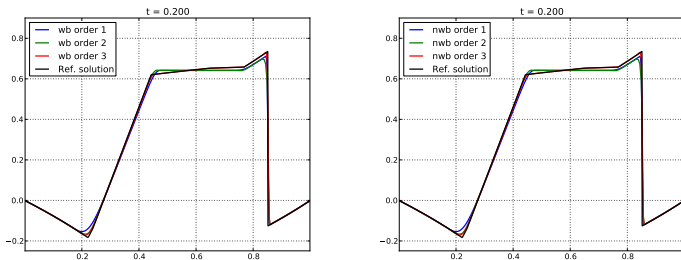 t = 0.200
wb order 1
wb order 2
wb order 3
Ref. solution
0.8
0.6
0.4
0.2
0.0
−0.2
0.2
0.4
0.6
0.8
t = 0.200
nwb order 1
nwb order 2
nwb order 3
Ref. solution
0.8
0.6
0.4
0.2
0.0
−0.2
0.2
0.4
0.6
0.8